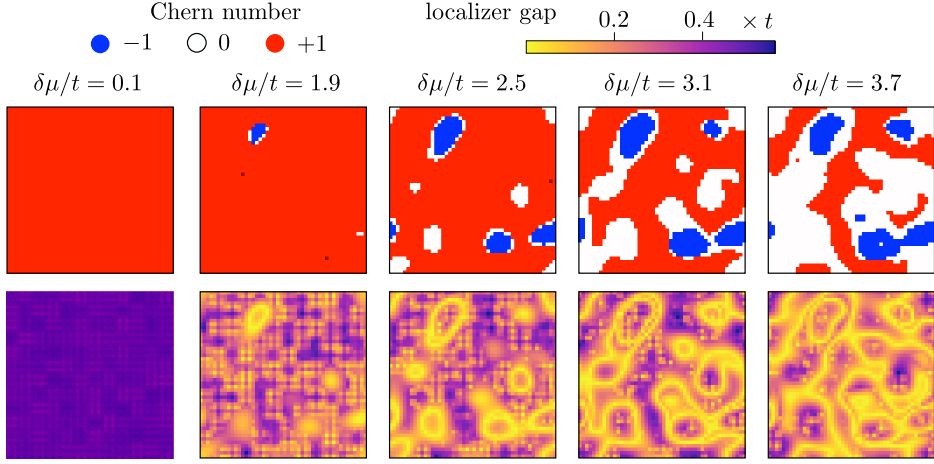 Chern number
localizer gap
−1
0
+1
0.2
0.4
× t
δμ/t = 0.1
δμ/t = 1.9
δμ/t = 2.5
δμ/t = 3.1
δμ/t = 3.7